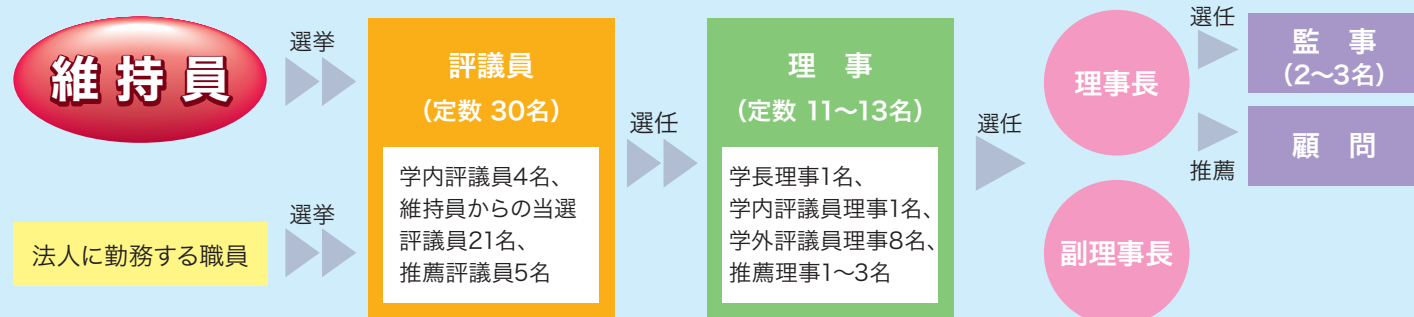 維持員
選挙
法人に勤務する職員
選挙
評議員
（定数 30名）
学内評議員4名、
維持員からの当選
評議員21名、
推薦評議員5名
選任
理　事
（定数 11〜13名）
学長理事1名、
学内評議員理事1名、
学外評議員理事8名、
推薦理事1〜3名
選任
理事長
副理事長
選任
監　事
（2〜3名）
推薦
顧　問